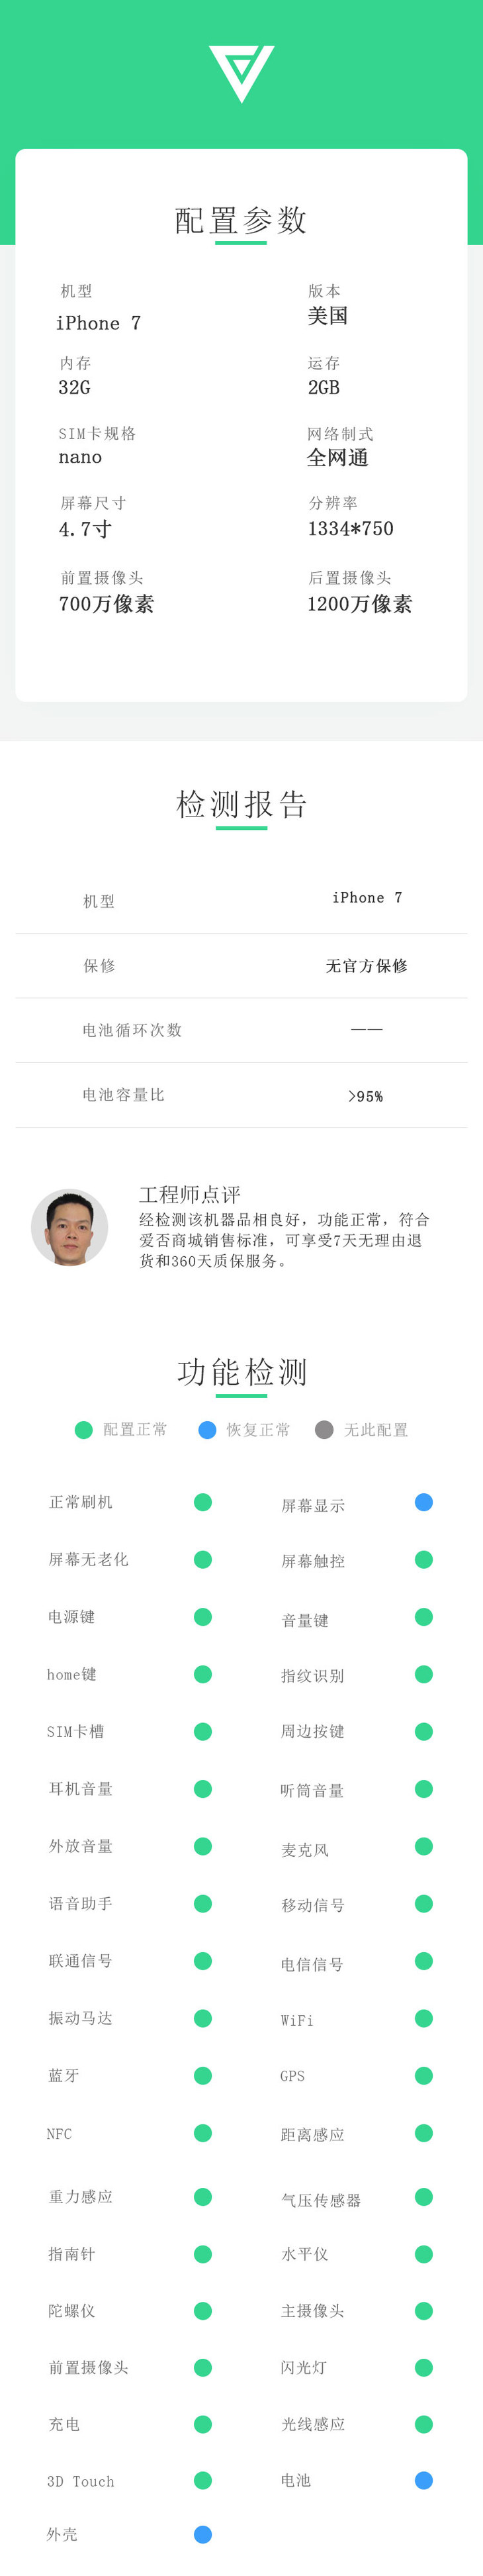 配置参数
机型 版本
iPhone 7 美国
内存 运存
32G 2GB
SIM卡规格 网络制式
nano 全网通
屏幕尺寸 分辨率
4.7寸 1334*750
前置摄像头 后置摄像头
700万像素 1200万像素
检测报告
机型 iPhone 7
保修 无官方保修
电池循环次数 ——
电池容量比 >95%
工程师点评
经检测该机器品相良好，功能正常，符合
爱否商城销售标准，可享受7天无理由退
货和360天质保服务。
功能检测
配置正常 恢复正常 无此配置
正常刷机 屏幕显示
屏幕无老化 屏幕触控
电源键 音量键
home键 指纹识别
SIM卡槽 周边按键
耳机音量 听筒音量
外放音量 麦克风
语音助手 移动信号
联通信号 电信信号
振动马达 WiFi
蓝牙 GPS
NFC 距离感应
重力感应 气压传感器
指南针 水平仪
陀螺仪 主摄像头
前置摄像头 闪光灯
充电 光线感应
3D Touch 电池
外壳